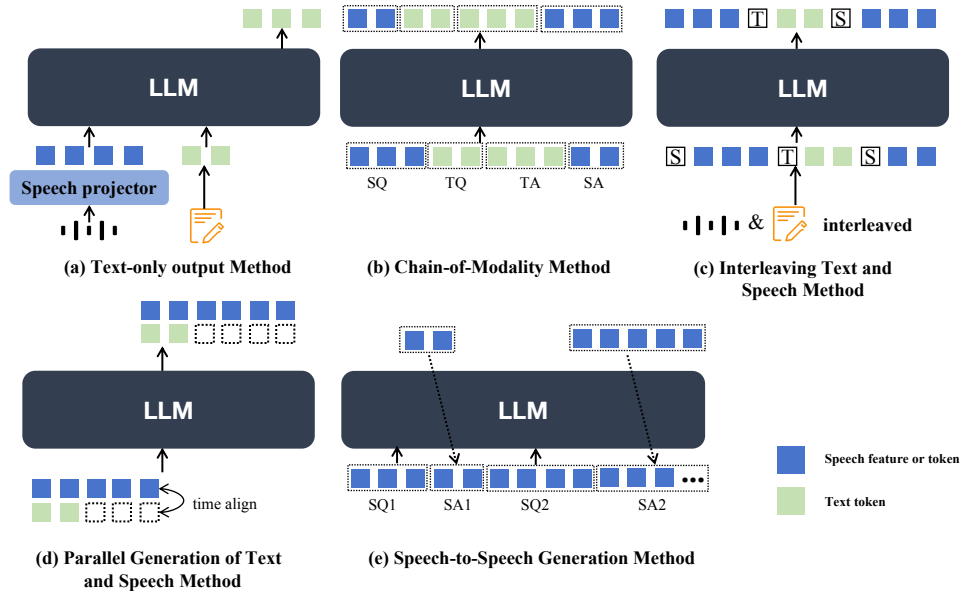 LLM
Speech projector
(a) Text-only output Method
LLM
SQ TQ TA SA
(b) Chain-of-Modality Method
T S
LLM
S T S
& interleaved
(c) Interleaving Text and
Speech Method
LLM
time align
(d) Parallel Generation of Text
and Speech Method
LLM
SQ1 SA1 SQ2 SA2
(e) Speech-to-Speech Generation Method
Speech feature or token
Text token